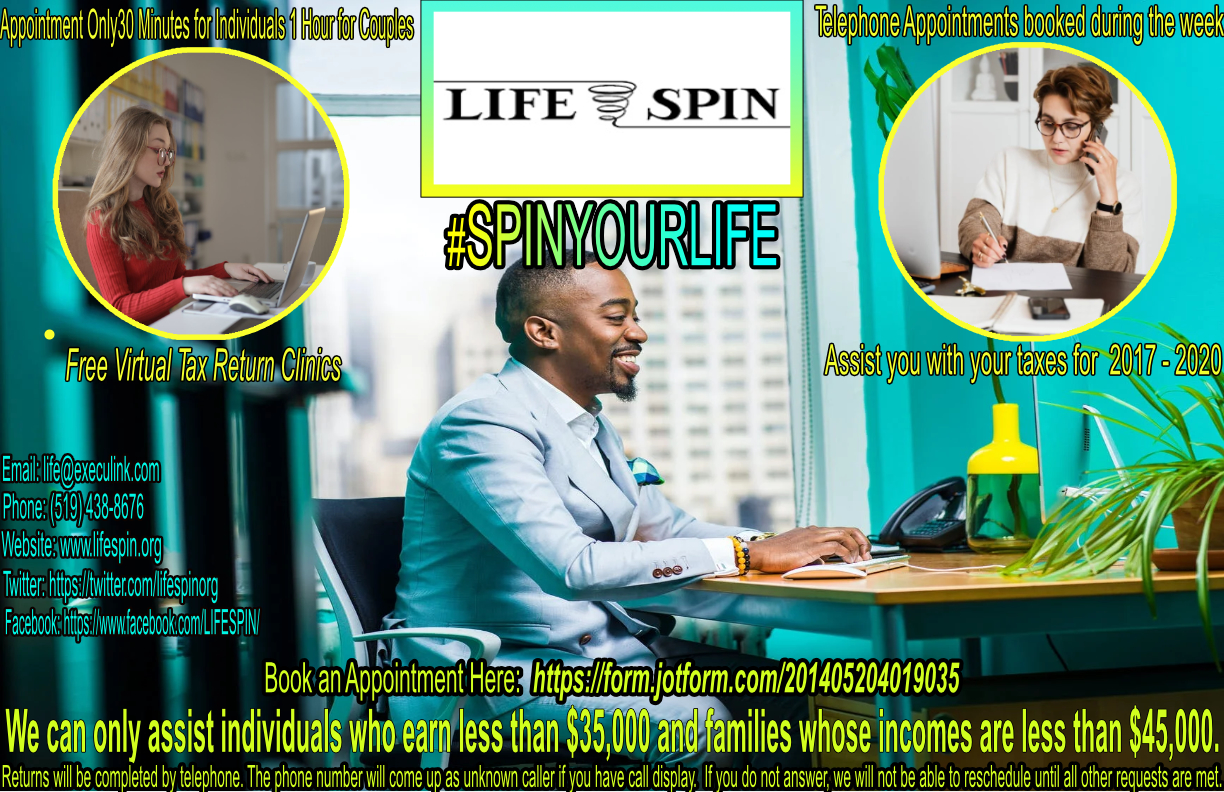 Appointment Only30 Minutes for Individuals 1 Hour for Couples
Telephone Appointments booked during the week
LIFE SPIN
#SPINYOURLIFE
Free Virtual Tax Return Clinics
Assist you with your taxes for 2017 - 2020
Email: life@execulink.com
Phone: (519) 438-8676
Website: www.lifespin.org
Twitter: https://twitter.com/lifespinorg
Facebook: https://www.facebook.com/LIFESPIN/
Book an Appointment Here: https://form.jotform.com/201405204019035
We can only assist individuals who earn less than $35,000 and families whose incomes are less than $45,000.
Returns will be completed by telephone. The phone number will come up as unknown caller if you have call display. If you do not answer, we will not be able to reschedule until all other requests are met.